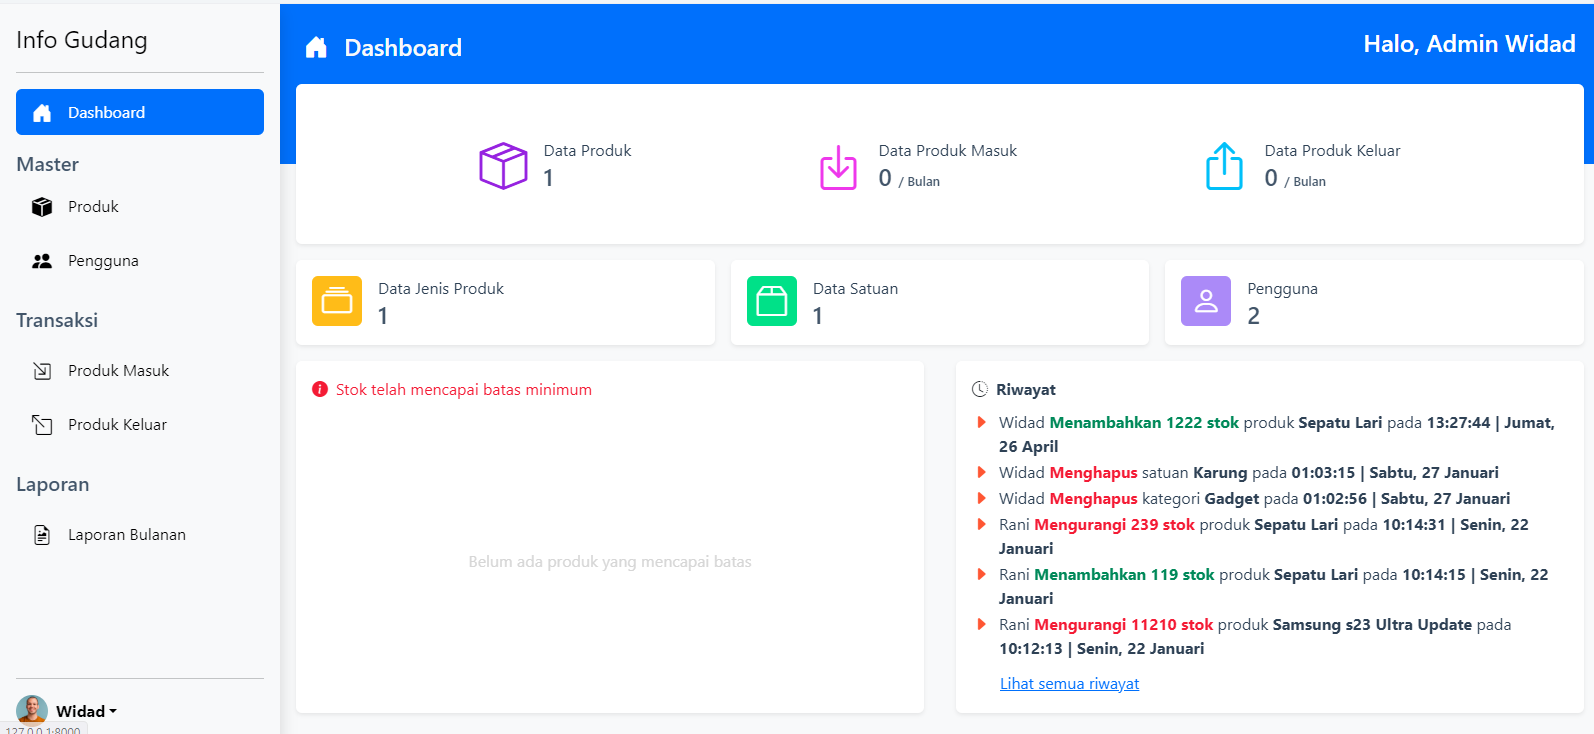 Info Gudang
Dashboard
Master
Produk
Pengguna
Transaksi
Produk Masuk
Produk Keluar
Laporan
Laporan Bulanan
Widad
127.0.0.1:8000
Dashboard
Halo, Admin Widad
Data Produk
1
Data Produk Masuk
0 / Bulan
Data Produk Keluar
0 / Bulan
Data Jenis Produk
1
Data Satuan
1
Pengguna
2
Stok telah mencapai batas minimum
Belum ada produk yang mencapai batas
Riwayat
Widad Menambahkan 1222 stok produk Sepatu Lari pada 13:27:44 | Jumat,
26 April
Widad Menghapus satuan Karung pada 01:03:15 | Sabtu, 27 Januari
Widad Menghapus kategori Gadget pada 01:02:56 | Sabtu, 27 Januari
Rani Mengurangi 239 stok produk Sepatu Lari pada 10:14:31 | Senin, 22
Januari
Rani Menambahkan 119 stok produk Sepatu Lari pada 10:14:15 | Senin, 22
Januari
Rani Mengurangi 11210 stok produk Samsung s23 Ultra Update pada
10:12:13 | Senin, 22 Januari
Lihat semua riwayat